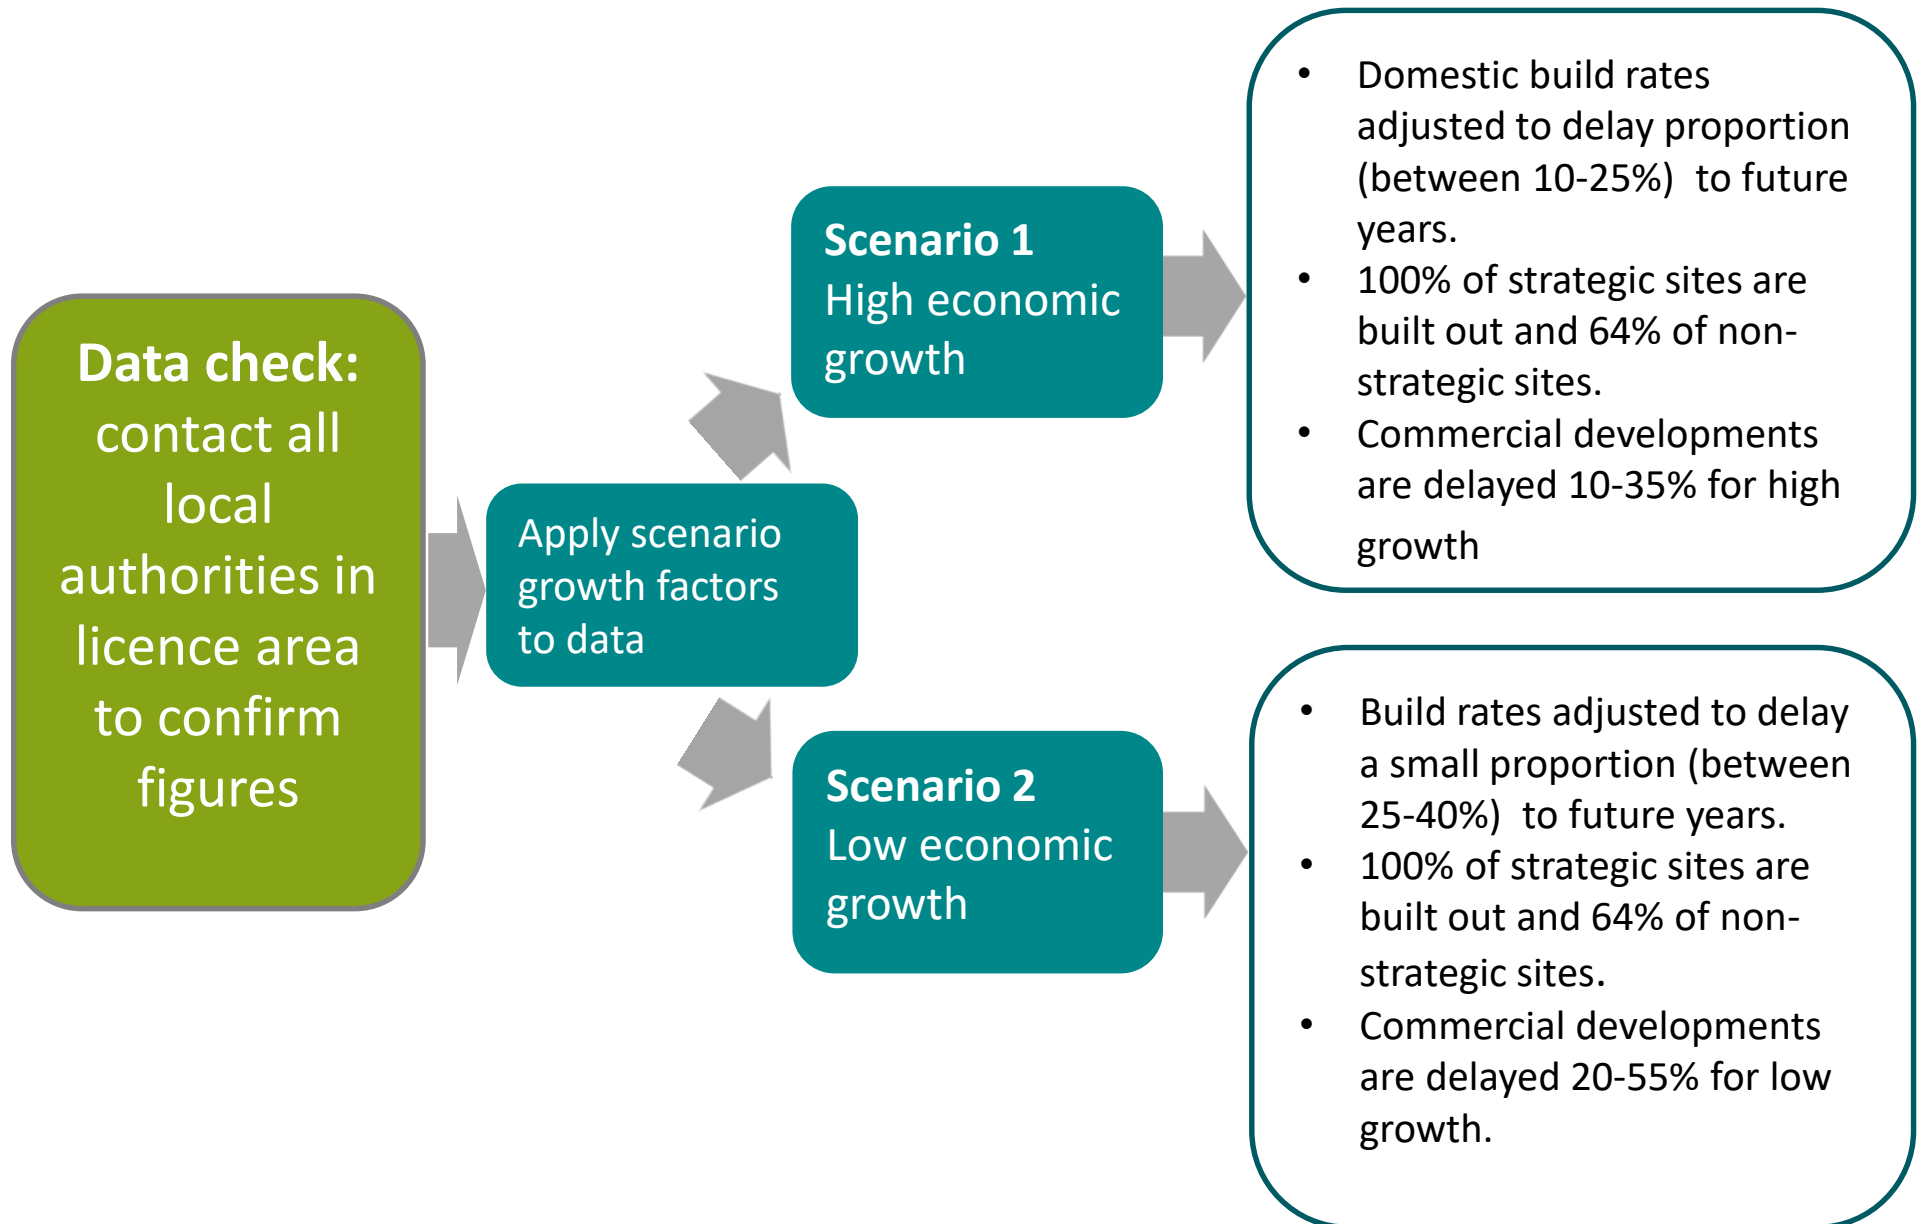 Data check:
contact all
local
authorities in
licence area
to confirm
figures
Apply scenario
growth factors
to data
Scenario 1
High economic
growth
• Domestic build rates
adjusted to delay proportion
(between 10-25%)  to future
years.
• 100% of strategic sites are
built out and 64% of non-
strategic sites.
• Commercial developments
are delayed 10-35% for high
growth
Scenario 2
Low economic
growth
• Build rates adjusted to delay
a small proportion (between
25-40%)  to future years.
• 100% of strategic sites are
built out and 64% of non-
strategic sites.
• Commercial developments
are delayed 20-55% for low
growth.